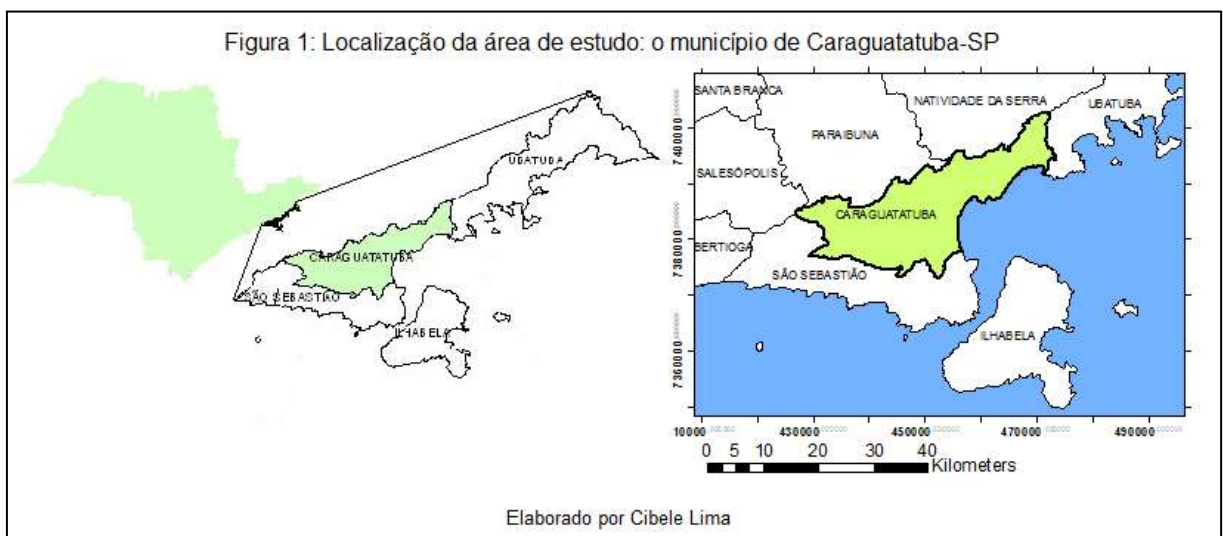 Figura 1: Localização da área de estudo: o município de Caraguatatuba-SP
UBATUBA
CARAGUATATUBA
SÃO SEBASTIÃO
ILHABELA
SANTA BRANCA
NATIVIDADE DA SERRA
UBATUBA
PARAIBUNA
SALESÓPOLIS
CARAGUATATUBA
BERTIOGA
SÃO SEBASTIÃO
ILHABELA
7400000
7380000
7360000
10000 430000 450000 470000 490000
0 5 10 20 30 40
Kilometers
Elaborado por Cibele Lima